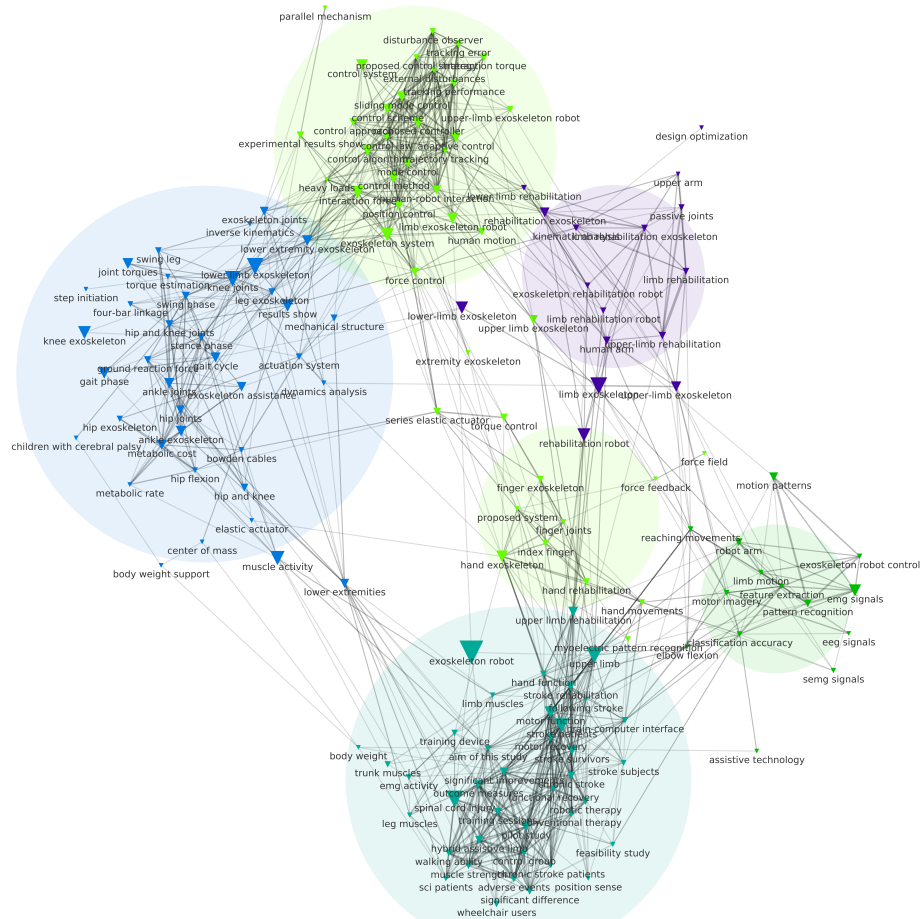 parallel mechanism
disturbance observer
tracking error
proposed control strategy
interaction torque
control system
external disturbances
tracking performance
sliding mode control
control scheme
upper-limb exoskeleton robot
control approach
proposed controller
experimental results show
control law
adaptive control
control algorithm
trajectory tracking
mode control
heavy loads
control method
interaction force
human-robot interaction
position control
limb exoskeleton robot
exoskeleton system
human motion
force control
design optimization
upper arm
lower limb rehabilitation
passive joints
rehabilitation exoskeleton
kinematic analysis
limb rehabilitation exoskeleton
limb rehabilitation
exoskeleton rehabilitation robot
limb rehabilitation robot
human arm
upper-limb rehabilitation
lower-limb exoskeleton
upper limb exoskeleton
extremity exoskeleton
limb exoskeleton
upper-limb exoskeleton
rehabilitation robot
exoskeleton joints
inverse kinematics
lower extremity exoskeleton
swing leg
joint torques
lower limb exoskeleton
torque estimation
knee joints
step initiation
swing phase
leg exoskeleton
four-bar linkage
results show
mechanical structure
hip and knee joints
knee exoskeleton
stance phase
ground reaction force
gait cycle
actuation system
gait phase
ankle joints
exoskeleton assistance
dynamics analysis
hip joints
hip exoskeleton
ankle exoskeleton
children with cerebral palsy
metabolic cost
bowden cables
hip flexion
metabolic rate
hip and knee
elastic actuator
center of mass
body weight support
muscle activity
lower extremities
series elastic actuator
torque control
force field
finger exoskeleton
force feedback
proposed system
finger joints
index finger
hand exoskeleton
hand rehabilitation
hand movements
motion patterns
reaching movements
robot arm
exoskeleton robot control
limb motion
feature extraction
emg signals
motor imagery
pattern recognition
classification accuracy
eeg signals
elbow flexion
semg signals
assistive technology
upper limb rehabilitation
myoelectric pattern recognition
exoskeleton robot
upper limb
hand function
stroke rehabilitation
limb muscles
following stroke
motor function
brain-computer interface
stroke patients
training device
motor recovery
body weight
aim of this study
stroke survivors
trunk muscles
stroke subjects
emg activity
significant improvement
chronic stroke
outcome measures
functional recovery
spinal cord injury
robotic therapy
leg muscles
training sessions
conventional therapy
pilot study
hybrid assistive limb
feasibility study
walking ability
control group
muscle strength
chronic stroke patients
sci patients
adverse events
position sense
significant difference
wheelchair users